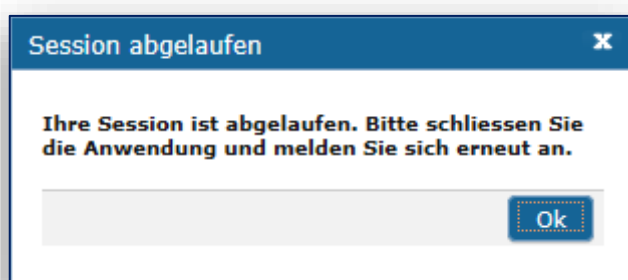 Session abgelaufen
Ihre Session ist abgelaufen. Bitte schliessen Sie
die Anwendung und melden Sie sich erneut an.
Ok